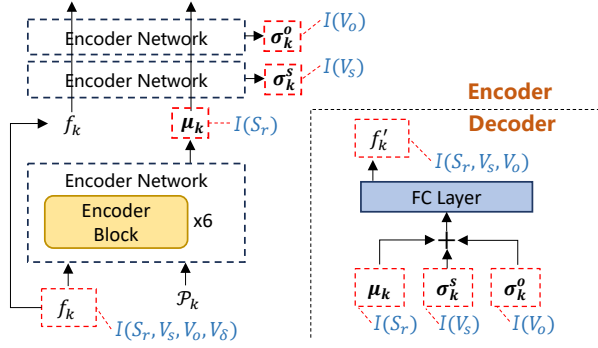 Encoder Network
σ_k^o
I(V_o)
Encoder Network
σ_k^s
I(V_s)
f_k
μ_k
I(S_r)
Encoder Network
Encoder
Block
x6
f_k
𝒫_k
I(S_r, V_s, V_o, V_δ)
Encoder
Decoder
f_k′
I(S_r, V_s, V_o)
FC Layer
+
μ_k
σ_k^s
σ_k^o
I(S_r)
I(V_s)
I(V_o)